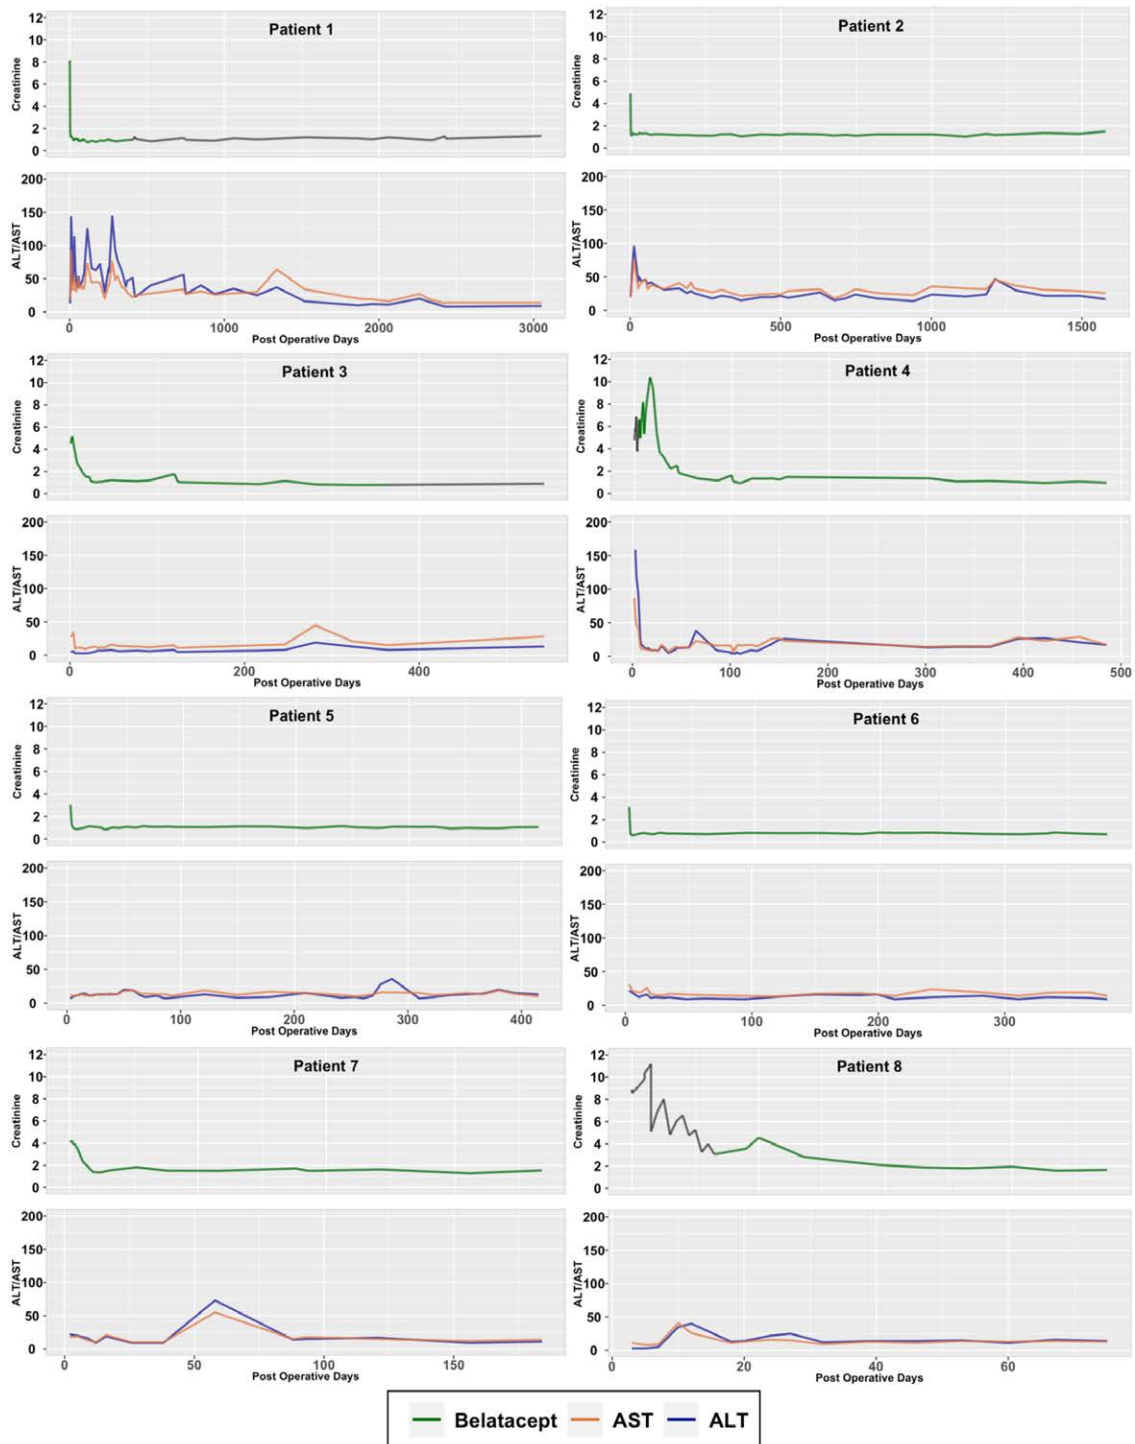 Patient 1
Creatinine
12
10
8
6
4
2
0
ALT/AST
200
150
100
50
0
0 1000 2000 3000
Post Operative Days
Patient 2
Creatinine
12
10
8
6
4
2
0
ALT/AST
200
150
100
50
0
0 500 1000 1500
Post Operative Days
Patient 3
Creatinine
12
10
8
6
4
2
0
ALT/AST
200
150
100
50
0
0 200 400
Post Operative Days
Patient 4
Creatinine
12
10
8
6
4
2
0
ALT/AST
200
150
100
50
0
0 100 200 300 400 500
Post Operative Days
Patient 5
Creatinine
12
10
8
6
4
2
0
ALT/AST
200
150
100
50
0
0 100 200 300 400
Post Operative Days
Patient 6
Creatinine
12
10
8
6
4
2
0
ALT/AST
200
150
100
50
0
0 100 200 300
Post Operative Days
Patient 7
Creatinine
12
10
8
6
4
2
0
ALT/AST
200
150
100
50
0
0 50 100 150
Post Operative Days
Patient 8
Creatinine
12
10
8
6
4
2
0
ALT/AST
200
150
100
50
0
0 20 40 60
Post Operative Days
Belatacept AST ALT